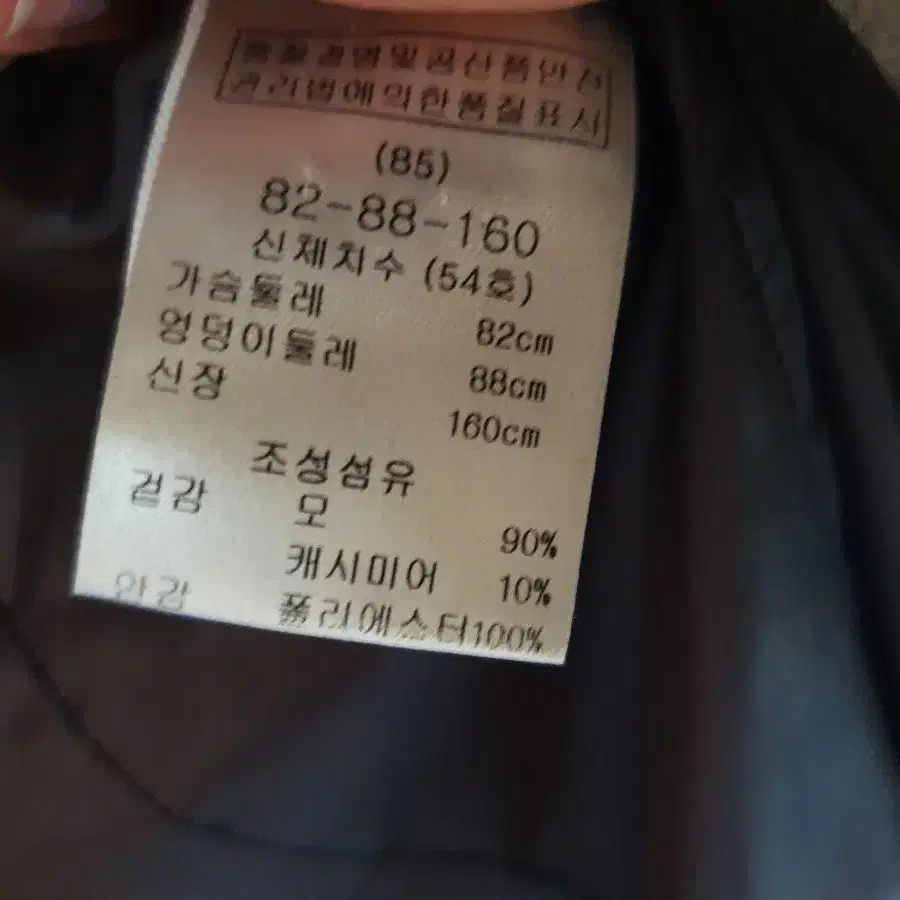 품질경영및공산품안전
관리법에의한품질표시
(85)
82-88-160
신체치수 (54호)
가슴둘레 82cm
엉덩이둘레 88cm
신장 160cm
조성섬유
겉감 모 90%
캐시미어 10%
안감 폴리에스터100%